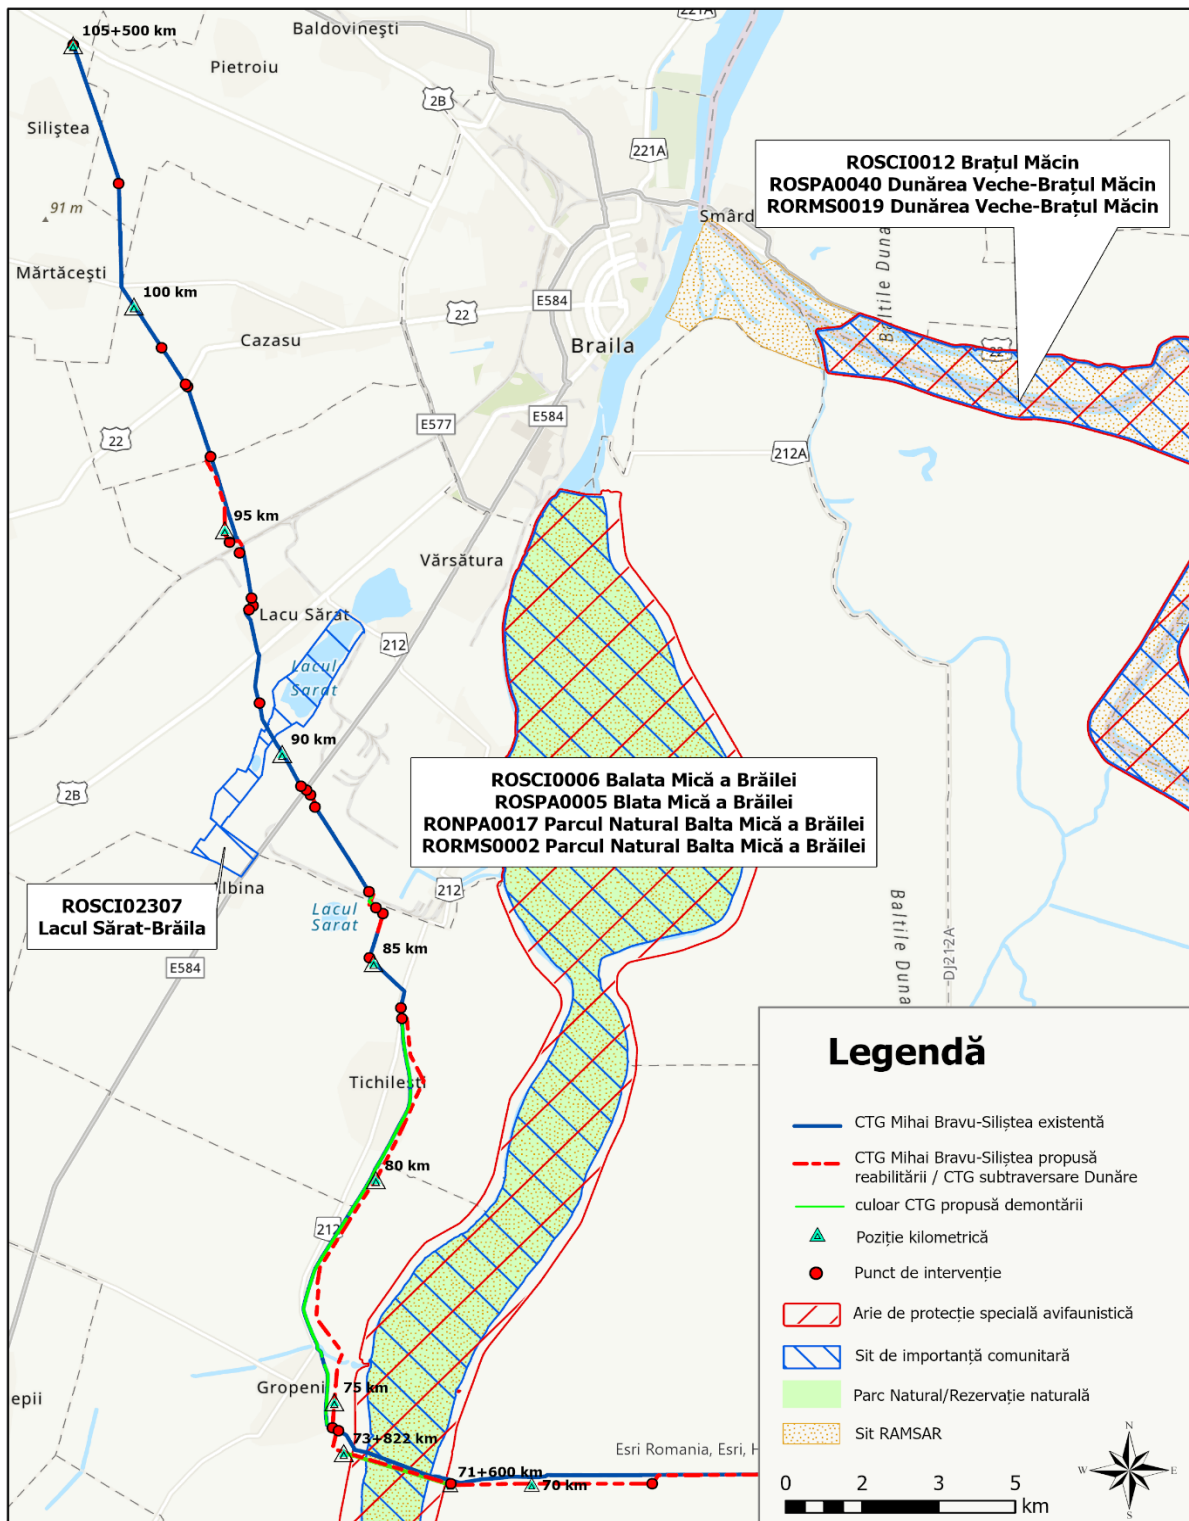 221A
105+500 km
Baldovinești
Pietroiu
2B
Siliștea
221A
ROSCI0012 Brațul Măcin
ROSPA0040 Dunărea Veche-Brațul Măcin
RORMS0019 Dunărea Veche-Brațul Măcin
91 m
Smârd
Mărtăcești
Baltile Duna
100 km
E584
22
Cazasu
Braila
22
E584
E577
22
212A
95 km
Vărsătura
Lacu Sărat
212
Lacul
Sarat
90 km
2B
ROSCI0006 Balata Mică a Brăilei
ROSPA0005 Blata Mică a Brăilei
RONPA0017 Parcul Natural Balta Mică a Brăilei
RORMS0002 Parcul Natural Balta Mică a Brăilei
Albina
212
ROSCI02307
Lacul Sărat-Brăila
Lacul
Sarat
85 km
E584
Baltile Duna
DJ212A
Legendă
Tichilești
CTG Mihai Bravu-Siliștea existentă
CTG Mihai Bravu-Siliștea propusă
reabilitării / CTG subtraversare Dunăre
80 km
culoar CTG propusă demontării
212
Poziție kilometrică
Punct de intervenție
Arie de protecție specială avifaunistică
Sit de importanță comunitară
Gropeni
75 km
epii
Parc Natural/Rezervație naturală
Sit RAMSAR
73+822 km
Esri Romania, Esri, H
71+600 km
70 km
N
W
E
S
0 2 3 5
km